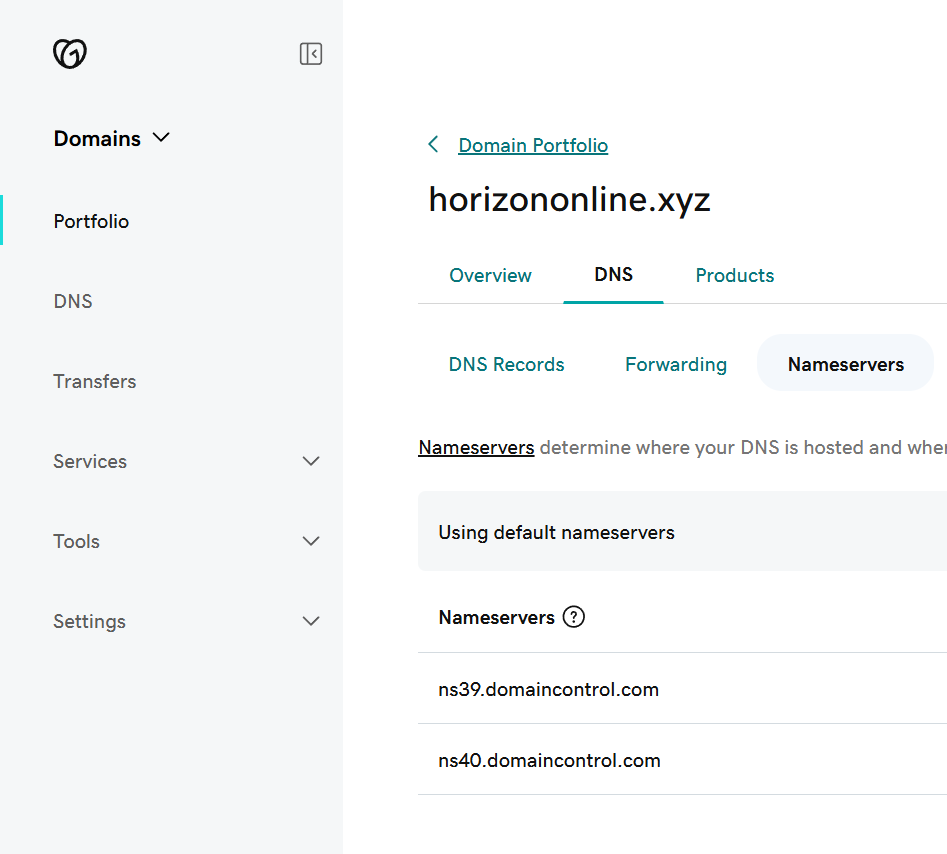 Domains
Portfolio
DNS
Transfers
Services
Tools
Settings
Domain Portfolio
horizononline.xyz
Overview DNS Products
DNS Records Forwarding Nameservers
Nameservers determine where your DNS is hosted and
Using default nameservers
Nameservers
ns39.domaincontrol.com
ns40.domaincontrol.com